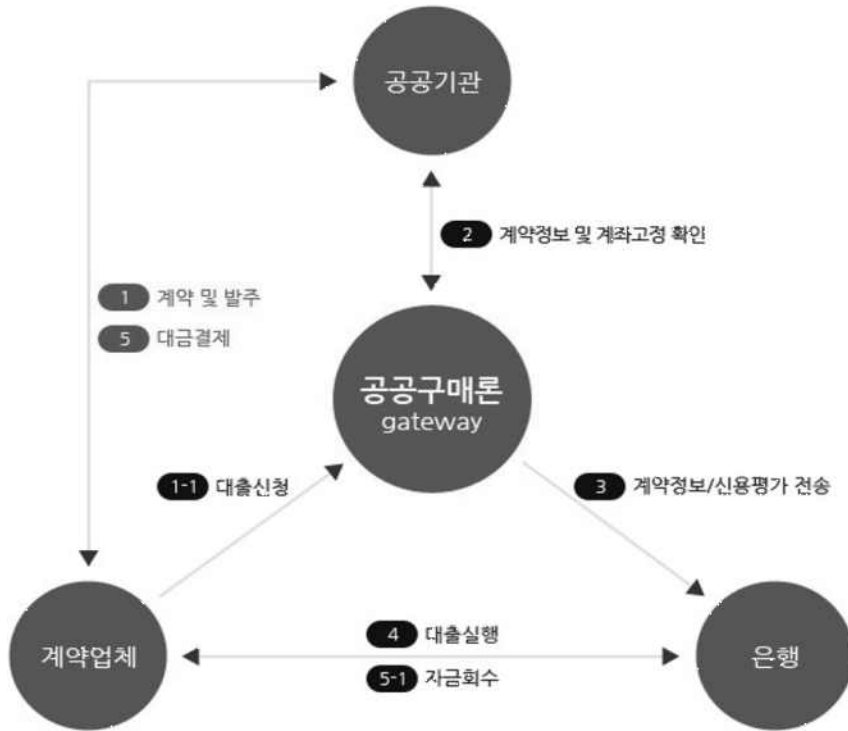 공공기관
2 계약정보 및 계좌고정 확인
1 계약 및 발주
5 대금결제
공공구매론
gateway
1-1 대출신청
3 계약정보/신용평가 전송
4 대출실행
계약업체
은행
5-1 자금회수